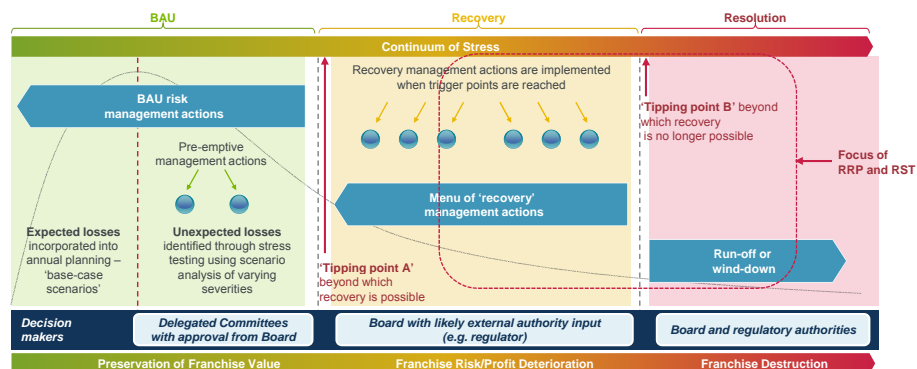 BAU
Recovery
Resolution
Continuum of Stress
BAU risk
management actions
Pre-emptive
management actions
Expected losses
incorporated into
annual planning –
‘base-case
scenarios’
Unexpected losses
identified through stress
testing using scenario
analysis of varying
severities
Recovery management actions are implemented
when trigger points are reached
Menu of ‘recovery’
management actions
‘Tipping point A’
beyond which
recovery is possible
‘Tipping point B’ beyond
which recovery
is no longer possible
Focus of
RRP and RST
Run-off or
wind-down
Decision
makers
Delegated Committees
with approval from Board
Board with likely external authority input
(e.g. regulator)
Board and regulatory authorities
Preservation of Franchise Value
Franchise Risk/Profit Deterioration
Franchise Destruction